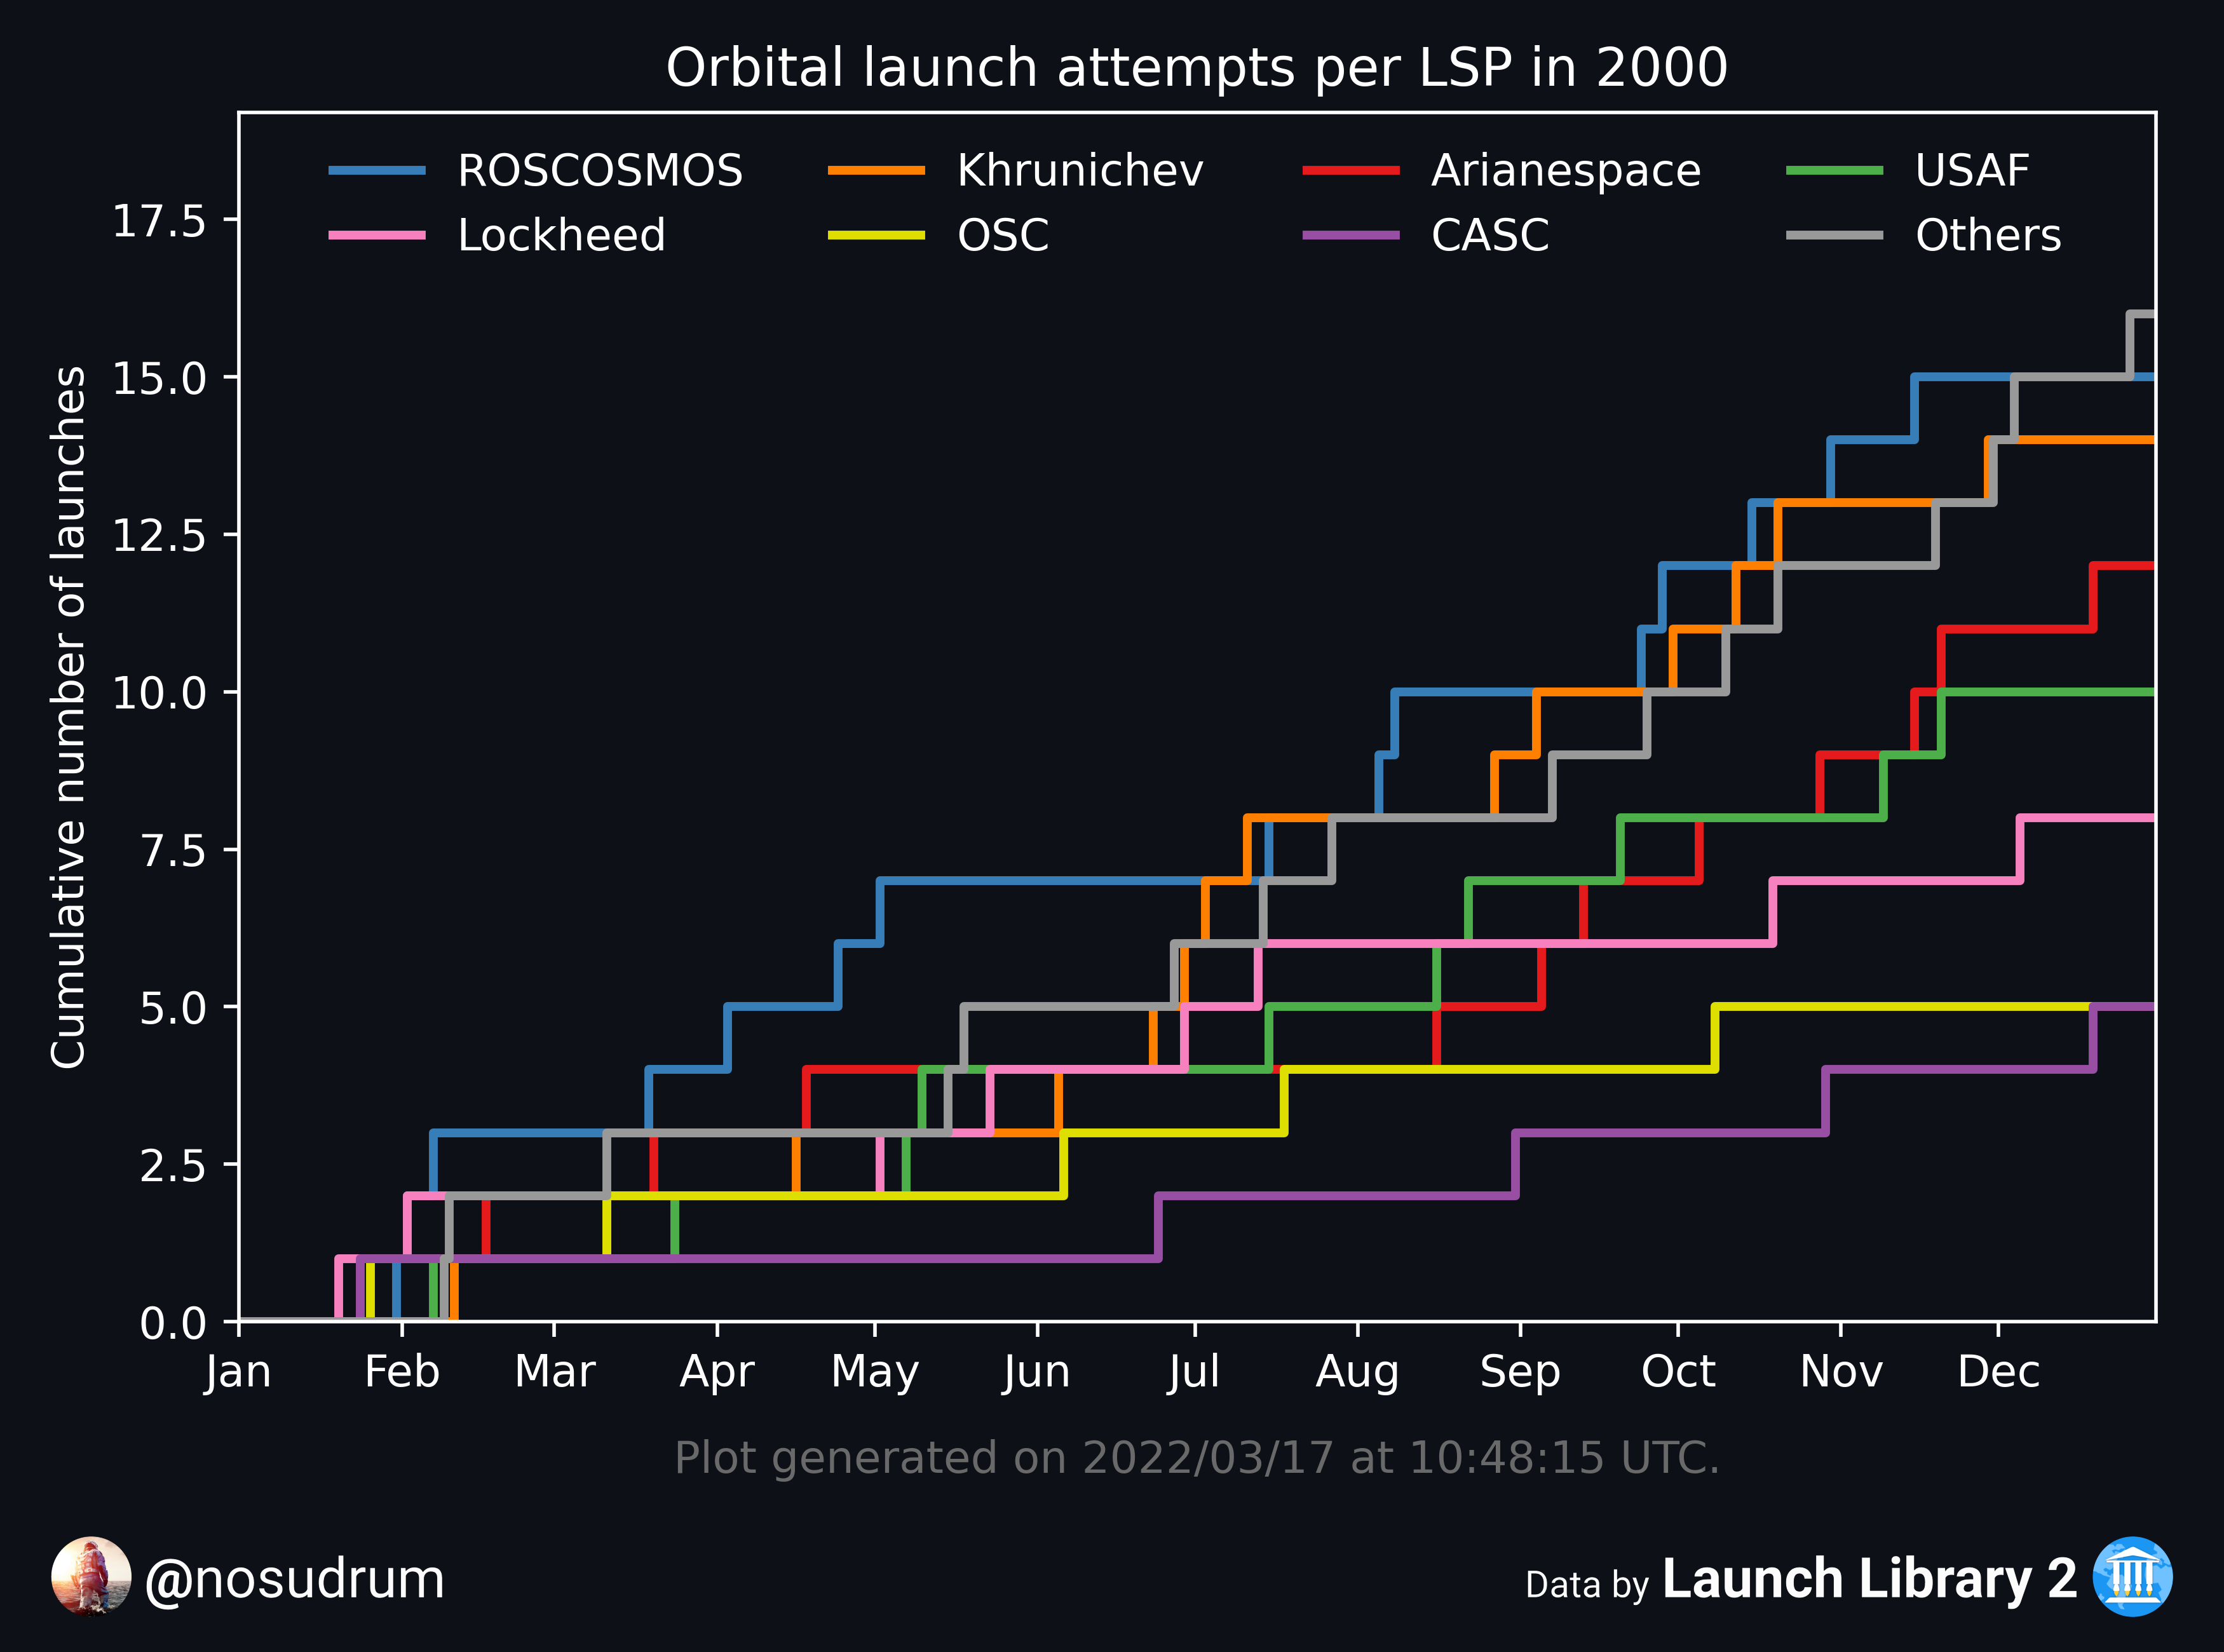 Orbital launch attempts per LSP in 2000
ROSCOSMOS Khrunichev Arianespace USAF
Lockheed OSC CASC Others
Cumulative number of launches
17.5
15.0
12.5
10.0
7.5
5.0
2.5
0.0
Jan Feb Mar Apr May Jun Jul Aug Sep Oct Nov Dec
Plot generated on 2022/03/17 at 10:48:15 UTC.
@nosudrum
Data by Launch Library 2